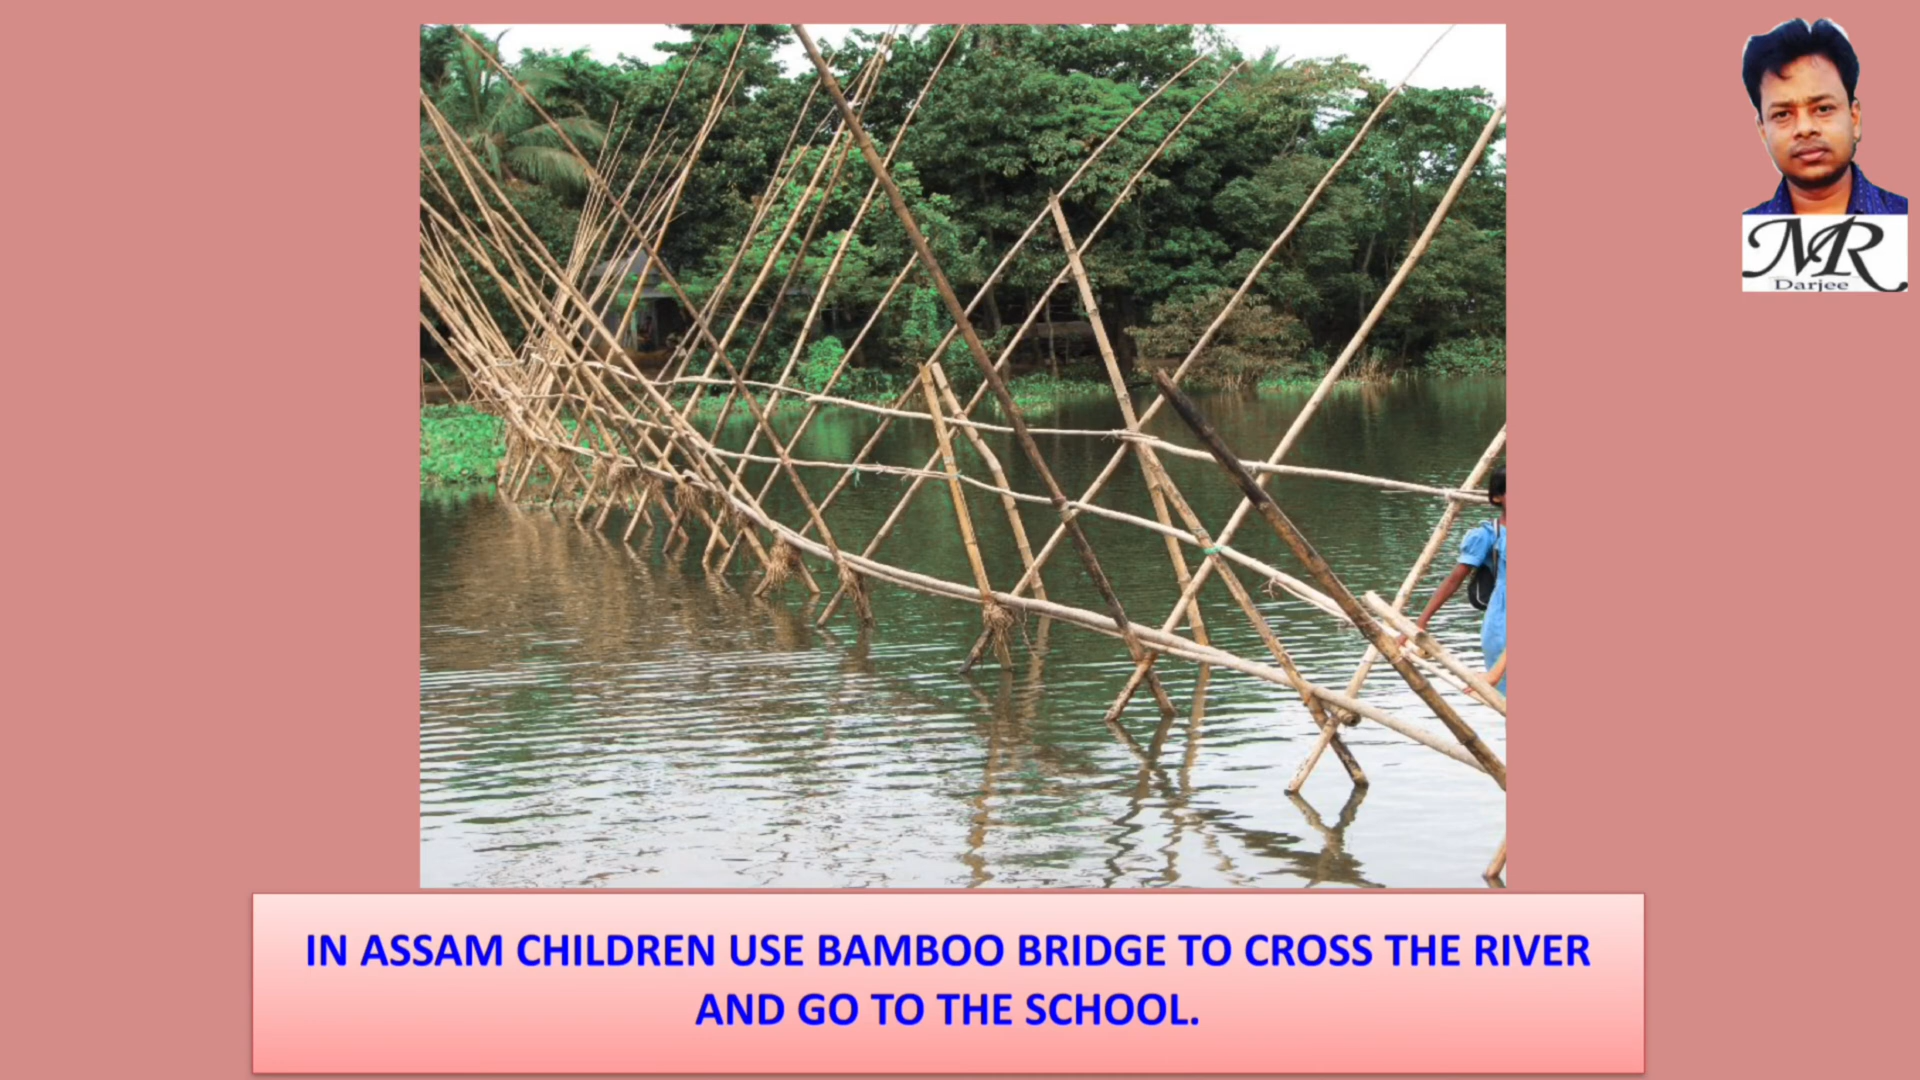 MR
Darjee
IN ASSAM CHILDREN USE BAMBOO BRIDGE TO CROSS THE RIVER
AND GO TO THE SCHOOL.